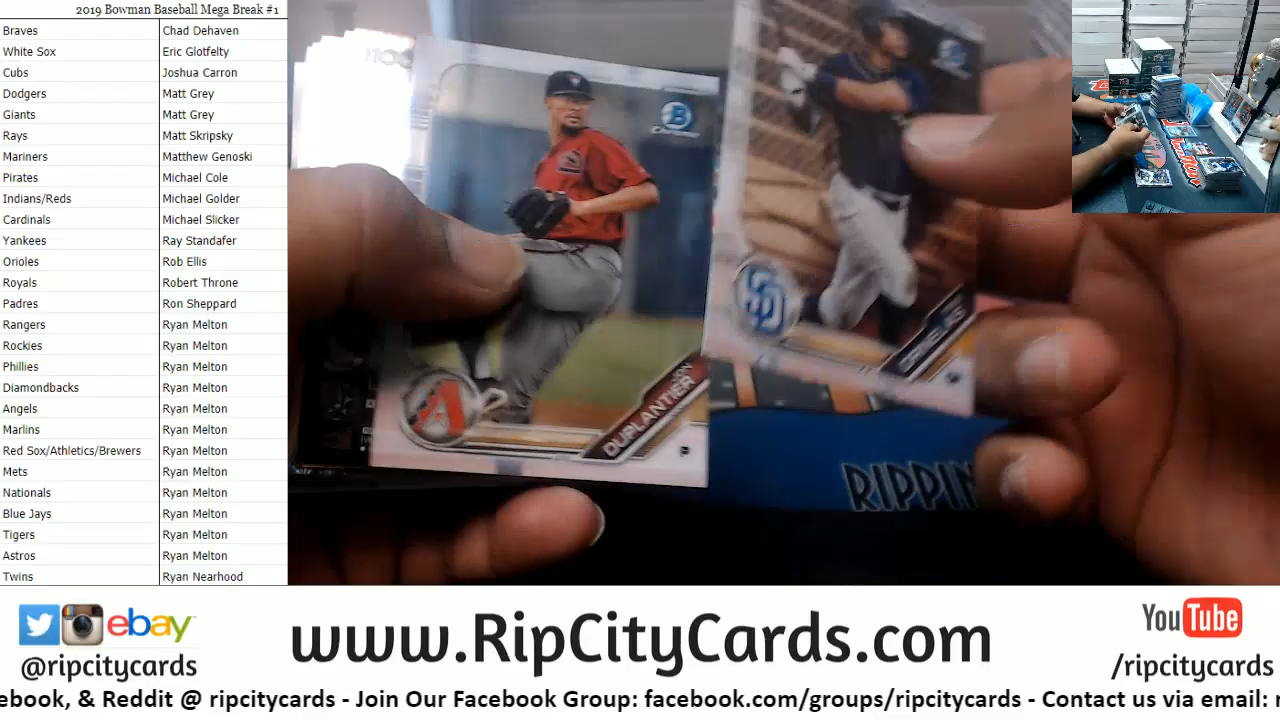 2019 Bowman Baseball Mega Break #1
Braves Chad Dehaven
White Sox Eric Glotfelty
Cubs Joshua Carron
Dodgers Matt Grey
Giants Matt Grey
Rays Matt Skripsky
Mariners Matthew Genoski
Pirates Michael Cole
Indians/Reds Michael Golder
Cardinals Michael Slicker
Yankees Ray Standafer
Orioles Rob Ellis
Royals Robert Throne
Padres Ron Sheppard
Rangers Ryan Melton
Rockies Ryan Melton
Phillies Ryan Melton
Diamondbacks Ryan Melton
Angels Ryan Melton
Marlins Ryan Melton
Red Sox/Athletics/Brewers Ryan Melton
Mets Ryan Melton
Nationals Ryan Melton
Blue Jays Ryan Melton
Tigers Ryan Melton
Astros Ryan Melton
Twins Ryan Nearhood
JON
DUPLANTIER
SD
RIPPIN
ebay
@ripcitycards
www.RipCityCards.com
YouTube
/ripcitycards
ebook, & Reddit @ ripcitycards - Join Our Facebook Group: facebook.com/groups/ripcitycards - Contact us via email: